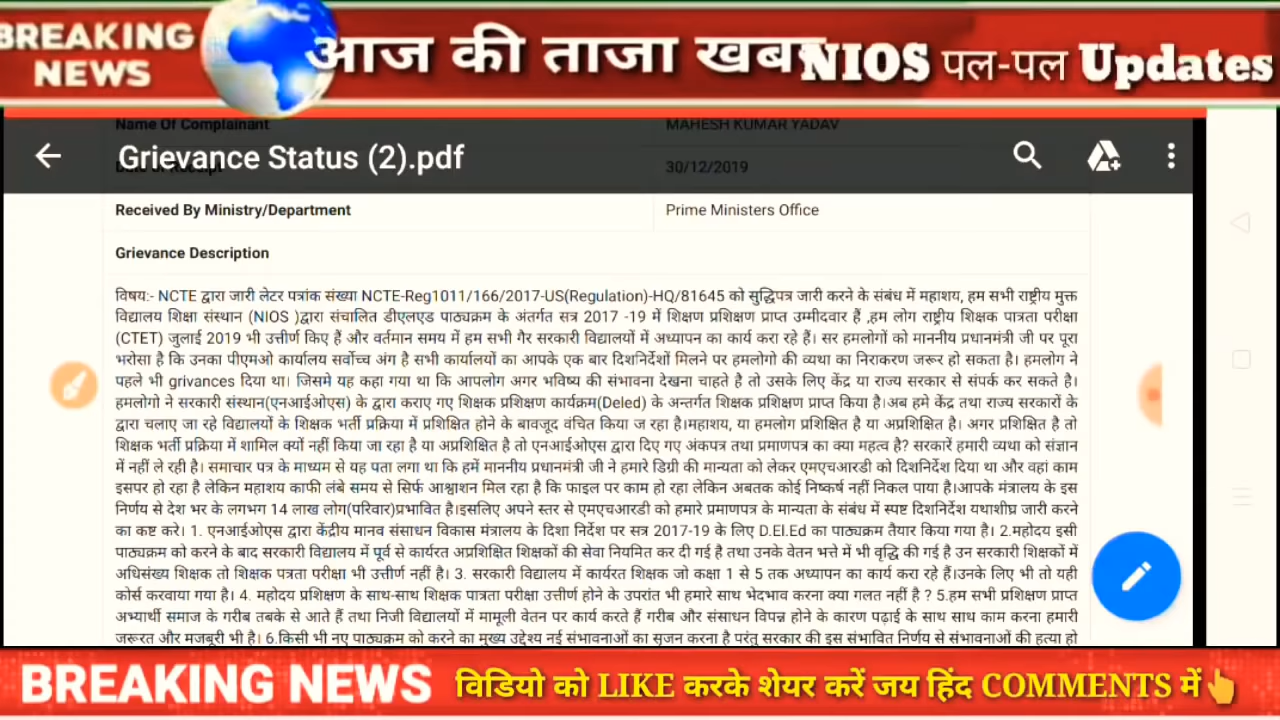 BREAKING NEWS
आज की ताजा खबर
NIOS पल-पल Updates
Name Of Complainant MAHESH KUMAR YADAV
Grievance Status (2).pdf
Date of Receipt 30/12/2019
Received By Ministry/Department Prime Ministers Office
Grievance Description
विषय:- NCTE द्वारा जारी लेटर पत्रांक संख्या NCTE-Reg1011/166/2017-US(Regulation)-HQ/81645 को सुद्धिपत्र जारी करने के संबंध में महाशय, हम सभी राष्ट्रीय मुक्त
विद्यालय शिक्षा संस्थान (NIOS )द्वारा संचालित डीएलएड पाठ्यक्रम के अंतर्गत सत्र 2017 -19 में शिक्षण प्रशिक्षण प्राप्त उम्मीदवार हैं ,हम लोग राष्ट्रीय शिक्षक पात्रता परीक्षा
(CTET) जुलाई 2019 भी उत्तीर्ण किए हैं और वर्तमान समय में हम सभी गैर सरकारी विद्यालयों में अध्यापन का कार्य करा रहे हैं। सर हमलोगों को माननीय प्रधानमंत्री जी पर पूरा
भरोसा है कि उनका पीएमओ कार्यालय सर्वोच्च अंग है सभी कार्यालयों का आपके एक बार दिशनिर्देशों मिलने पर हमलोगो की व्यथा का निराकरण जरूर हो सकता है। हमलोग ने
पहले भी grivances दिया था। जिसमे यह कहा गया था कि आपलोग अगर भविष्य की संभावना देखना चाहते है तो उसके लिए केंद्र या राज्य सरकार से संपर्क कर सकते है।
हमलोगो ने सरकारी संस्थान(एनआईओएस) के द्वारा कराए गए शिक्षक प्रशिक्षण कार्यक्रम(Deled) के अन्तर्गत शिक्षक प्रशिक्षण प्राप्त किया है।अब हमे केंद्र तथा राज्य सरकारों के
द्वारा चलाए जा रहे विद्यालयों के शिक्षक भर्ती प्रक्रिया में प्रशिक्षित होने के बावजूद वंचित किया ज रहा है।महाशय, या हमलोग प्रशिक्षित है या अप्रशिक्षित है। अगर प्रशिक्षित है तो
शिक्षक भर्ती प्रक्रिया में शामिल क्यों नहीं किया जा रहा है या अप्रशिक्षित है तो एनआईओएस द्वारा दिए गए अंकपत्र तथा प्रमाणपत्र का क्या महत्व है? सरकारें हमारी व्यथा को संज्ञान
में नहीं ले रही है। समाचार पत्र के माध्यम से यह पता लगा था कि हमें माननीय प्रधानमंत्री जी ने हमारे डिग्री की मान्यता को लेकर एमएचआरडी को दिशनिर्देश दिया था और वहां काम
इसपर हो रहा है लेकिन महाशय काफी लंबे समय से सिर्फ आश्वाशन मिल रहा है कि फाइल पर काम हो रहा लेकिन अबतक कोई निष्कर्ष नहीं निकल पाया है।आपके मंत्रालय के इस
निर्णय से देश भर के लगभग 14 लाख लोग(परिवार)प्रभावित है।इसलिए अपने स्तर से एमएचआरडी को हमारे प्रमाणपत्र के मान्यता के संबंध में स्पष्ट दिशनिर्देश यथाशीघ्र जारी करने
का कष्ट करे। 1. एनआईओएस द्वारा केंद्रीय मानव संसाधन विकास मंत्रालय के दिशा निर्देश पर सत्र 2017-19 के लिए D.El.Ed का पाठ्यक्रम तैयार किया गया है। 2.महोदय इसी
पाठ्यक्रम को करने के बाद सरकारी विद्यालय में पूर्व से कार्यरत अप्रशिक्षित शिक्षकों की सेवा नियमित कर दी गई है तथा उनके वेतन भत्ते में भी वृद्धि की गई है उन सरकारी शिक्षकों में
अधिसंख्य शिक्षक तो शिक्षक पत्रता परीक्षा भी उत्तीर्ण नहीं है। 3. सरकारी विद्यालय में कार्यरत शिक्षक जो कक्षा 1 से 5 तक अध्यापन का कार्य करा रहे हैं।उनके लिए भी तो यही
कोर्स करवाया गया है। 4. महोदय प्रशिक्षण के साथ-साथ शिक्षक पात्रता परीक्षा उत्तीर्ण होने के उपरांत भी हमारे साथ भेदभाव करना क्या गलत नहीं है ? 5.हम सभी प्रशिक्षण प्राप्त
अभ्यार्थी समाज के गरीब तबके से आते हैं तथा निजी विद्यालयों में मामूली वेतन पर कार्य करते हैं गरीब और संसाधन विपन्न होने के कारण पढ़ाई के साथ साथ काम करना हमारी
जरूरत और मजबूरी भी है। 6.किसी भी नए पाठ्यक्रम को करने का मुख्य उद्देश्य नई संभावनाओं का सृजन करना है परंतु सरकार की इस संभावित निर्णय से संभावनाओं की हत्या हो
BREAKING NEWS विडियो को LIKE करके शेयर करें जय हिंद COMMENTS में